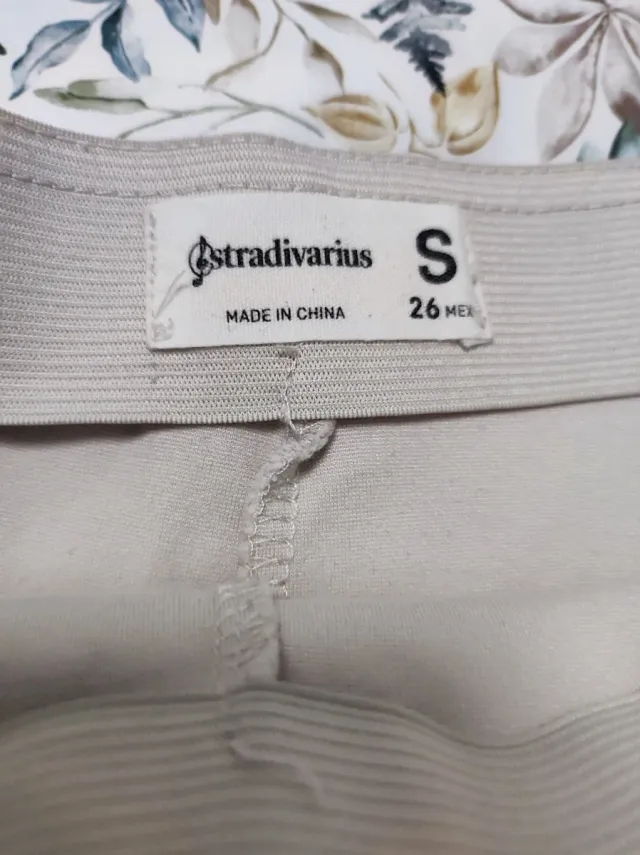 stradivarius
S
MADE IN CHINA
26 MEX